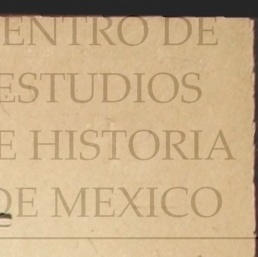 ENTRO DE
ESTUDIOS
E HISTORIA
DE MEXICO